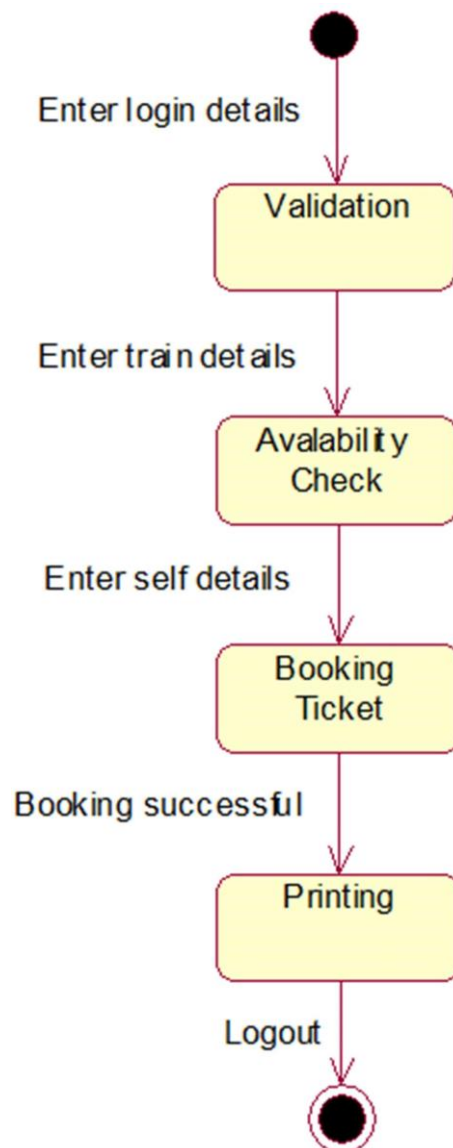 Enter login details
Validation
Enter train details
Avalability
Check
Enter self details
Booking
Ticket
Booking successful
Printing
Logout